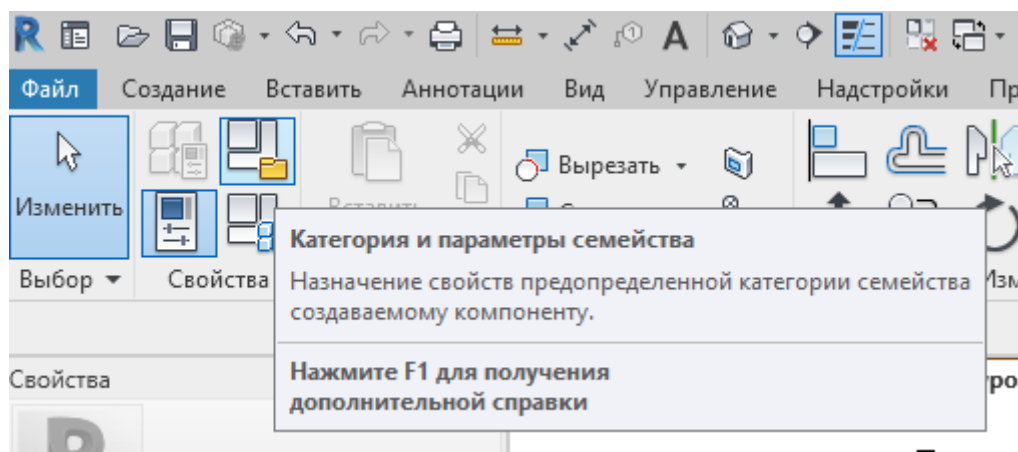 Файл Создание Вставить Аннотации Вид Управление Надстройки
Вырезать
Изменить
Выбор Свойства
Категория и параметры семейства
Назначение свойств предопределенной категории семейства
создаваемому компоненту.
Нажмите F1 для получения
дополнительной справки
Свойства